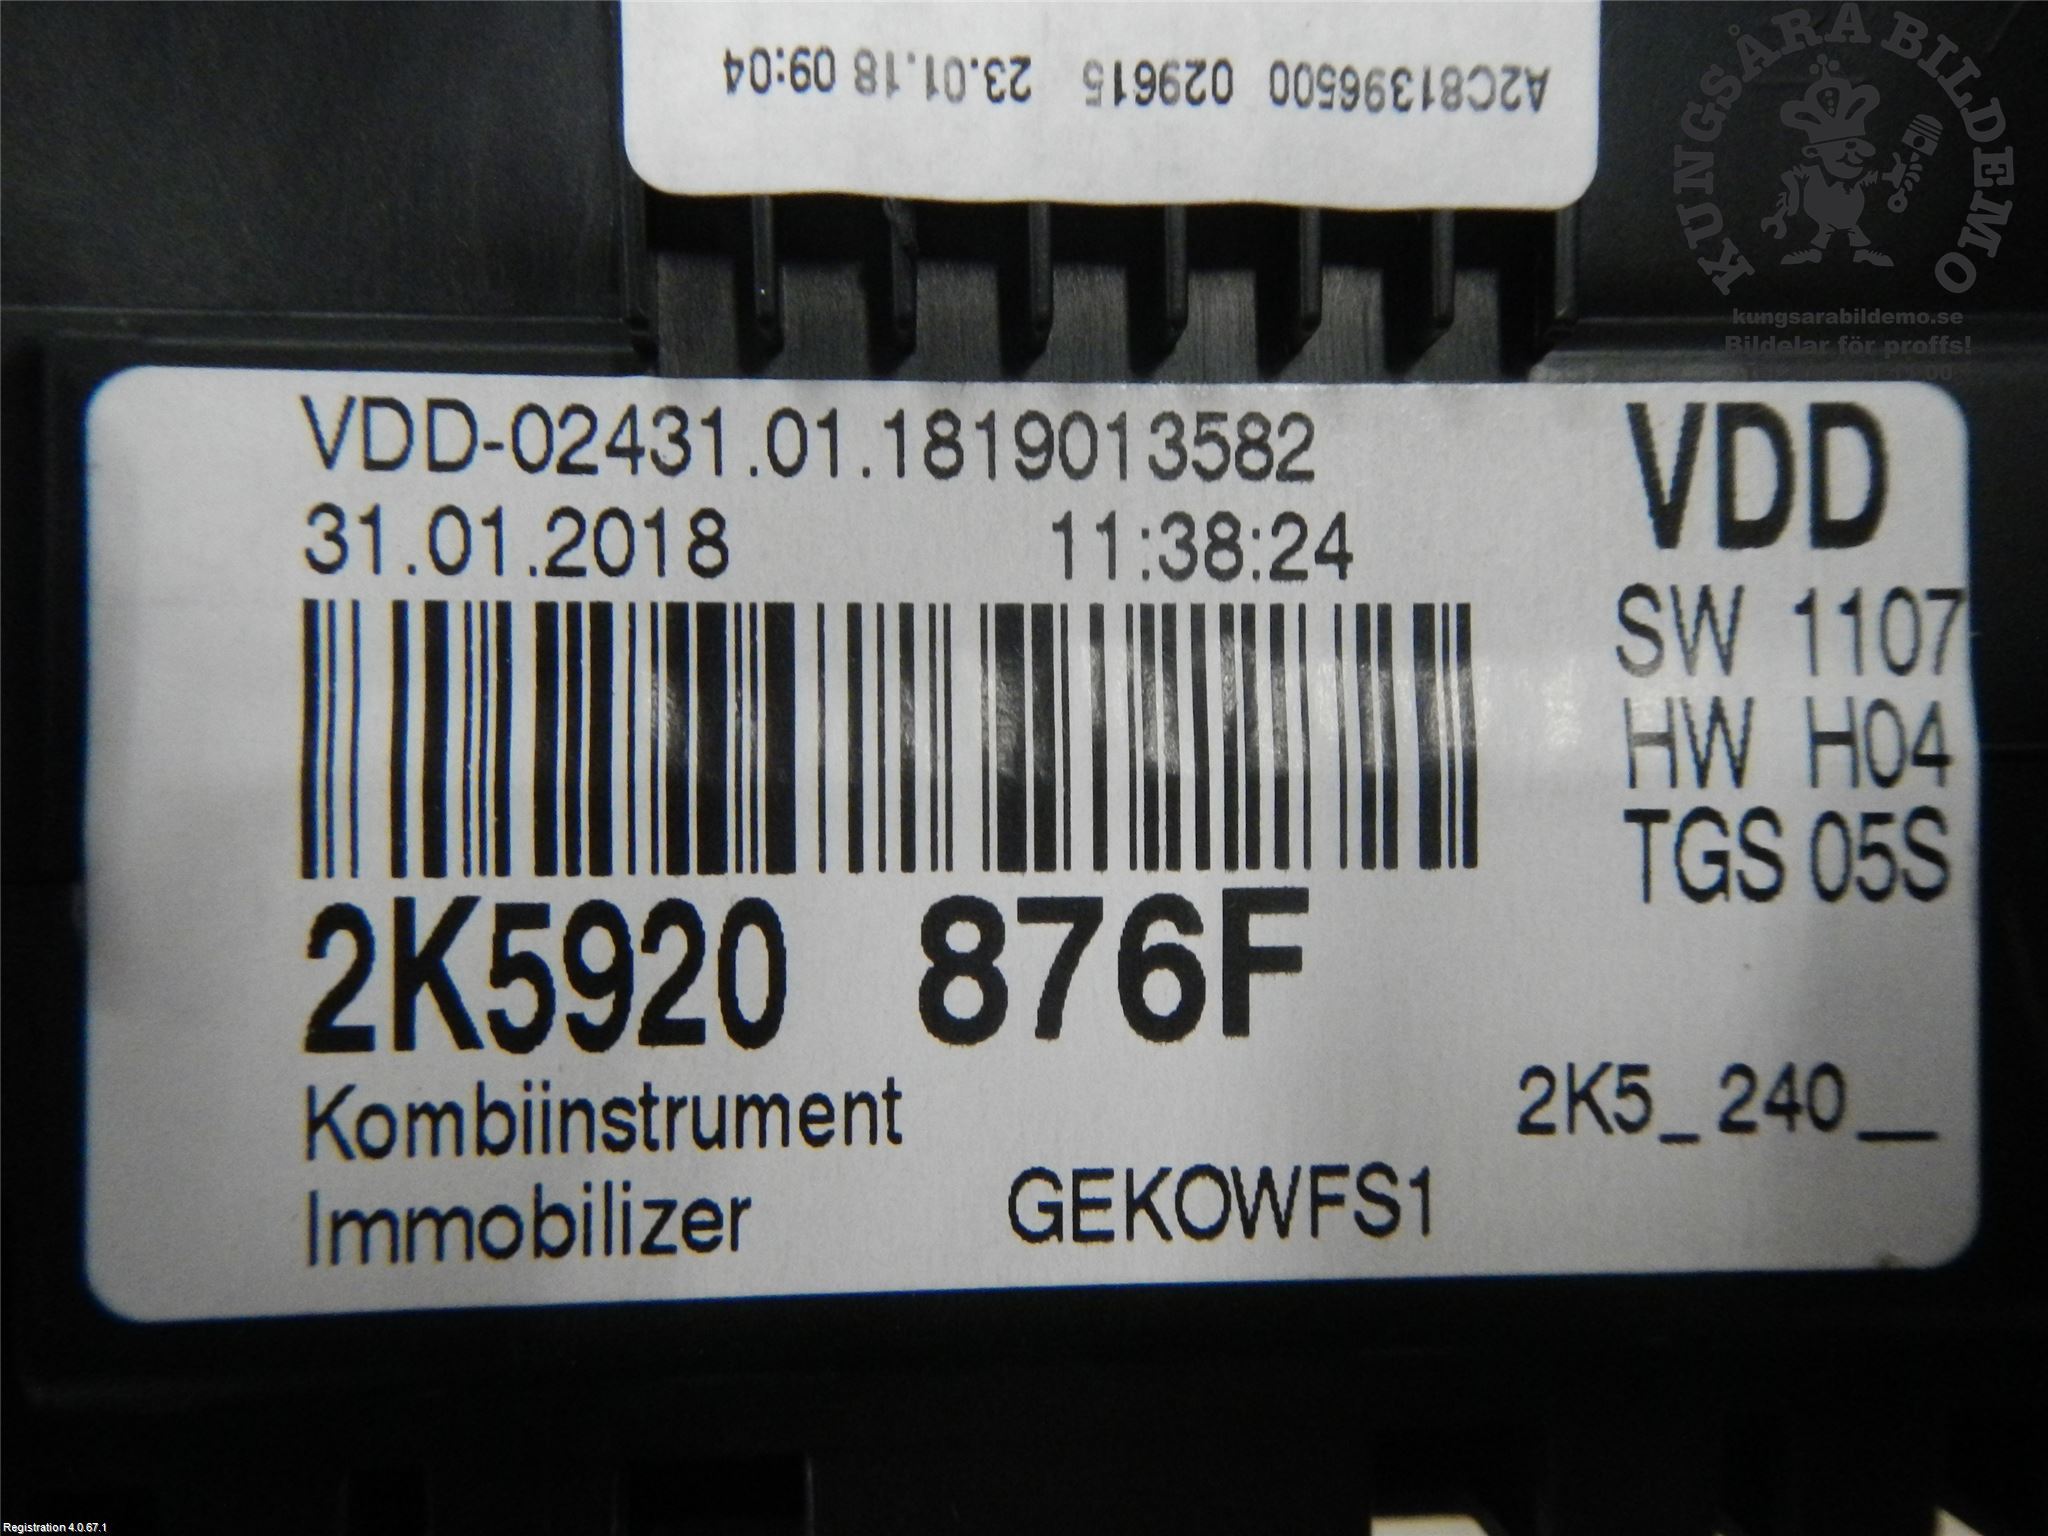 A2C81396500 029615 23.01.18 09:04
KUNGSÅRA BILDEMO
kungsarabildemo.se
Bildelar för proffs!
VDD-02431.01.1819013582
31.01.2018 11:38:24
VDD
SW 1107
HW H04
TGS 05S
2K5920 876F
Kombiinstrument
2K5_240__
Immobilizer
GEKOWFS1
Registration 4.0.67.1